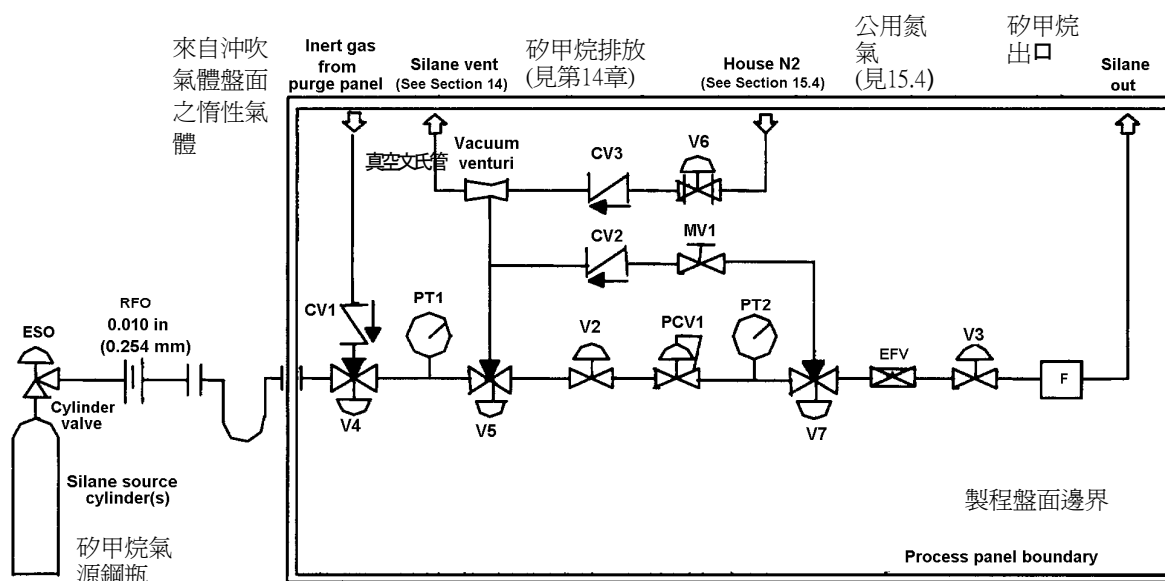 來自沖吹
氣體盤面
之惰性氣
體
Inert gas
from
purge panel
Silane vent
(See Section 14)
矽甲烷排放
(見第14章)
House N2
(See Section 15.4)
公用氮
氣
(見15.4)
矽甲烷
出口
Silane
out
真空文氏管
Vacuum
venturi
CV3
V6
CV2
MV1
RFO
0.010 in
(0.254 mm)
ESO
CV1
PT1
V2
PCV1
PT2
EFV
V3
F
Cylinder
valve
V4
V5
V7
Silane source
cylinder(s)
矽甲烷氣
源鋼瓶
製程盤面邊界
Process panel boundary